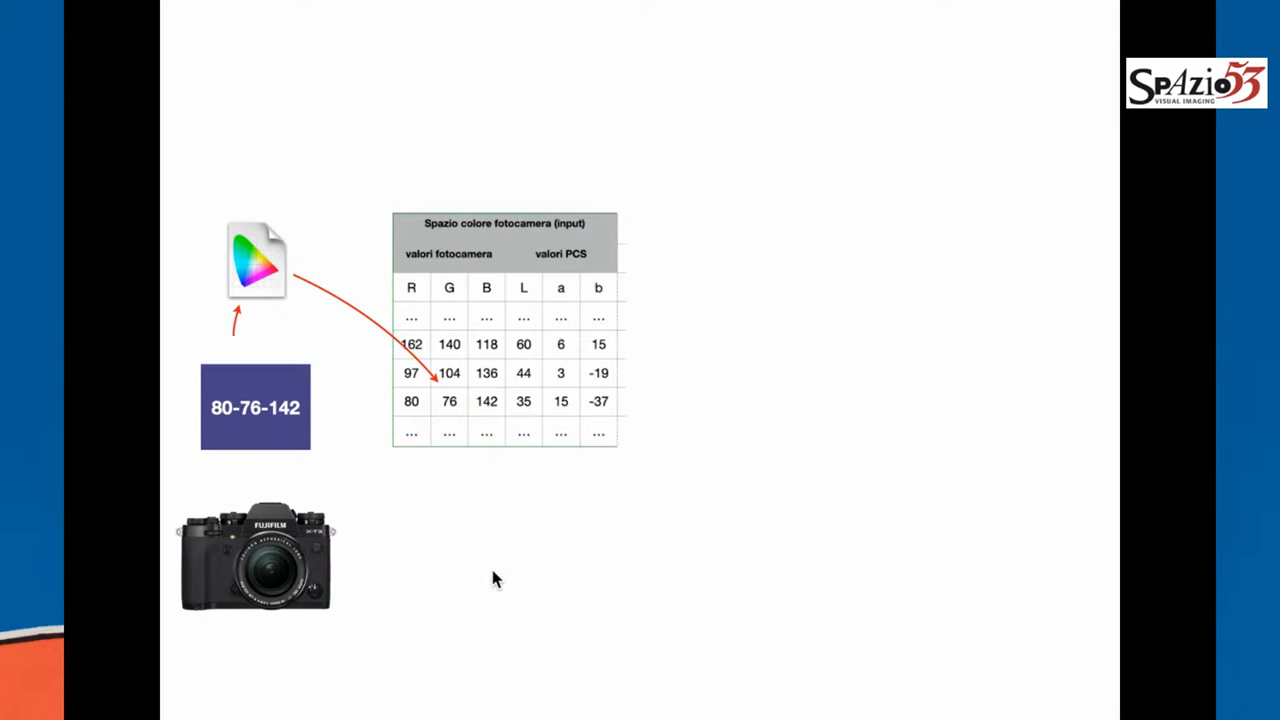 SPAZIO53
VISUAL IMAGING
Spazio colore fotocamera (input)
valori fotocamera valori PCS
R G B L a b
... ... ... ... ... ...
162 140 118 60 6 15
97 104 136 44 3 -19
80 76 142 35 15 -37
... ... ... ... ... ...
80-76-142
FUJIFILM
X-T3